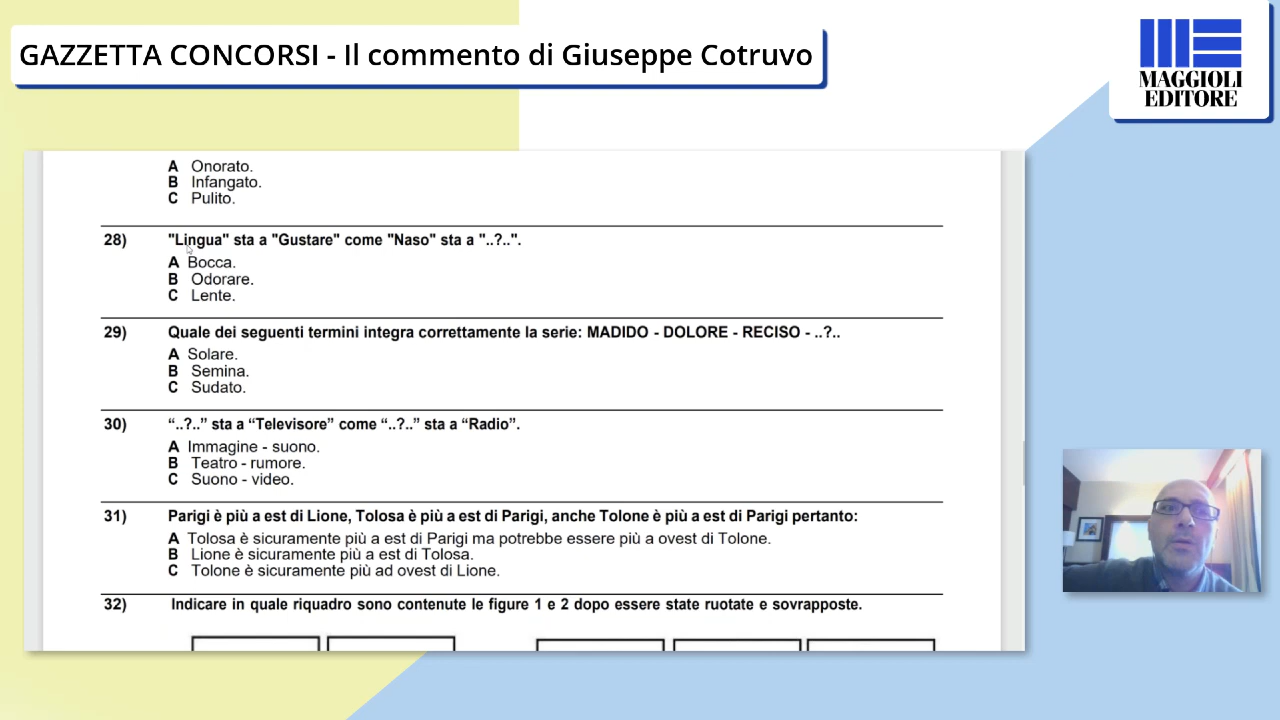 GAZZETTA CONCORSI - Il commento di Giuseppe Cotruvo
MAGGIOLI
EDITORE
A Onorato.
B Infangato.
C Pulito.
28) "Lingua" sta a "Gustare" come "Naso" sta a "..?..".
A Bocca.
B Odorare.
C Lente.
29) Quale dei seguenti termini integra correttamente la serie: MADIDO - DOLORE - RECISO - ..?..
A Solare.
B Semina.
C Sudato.
30) “..?..” sta a “Televisore” come “..?..” sta a “Radio”.
A Immagine - suono.
B Teatro - rumore.
C Suono - video.
31) Parigi è più a est di Lione, Tolosa è più a est di Parigi, anche Tolone è più a est di Parigi pertanto:
A Tolosa è sicuramente più a est di Parigi ma potrebbe essere più a ovest di Tolone.
B Lione è sicuramente più a est di Tolosa.
C Tolone è sicuramente più ad ovest di Lione.
32) Indicare in quale riquadro sono contenute le figure 1 e 2 dopo essere state ruotate e sovrapposte.